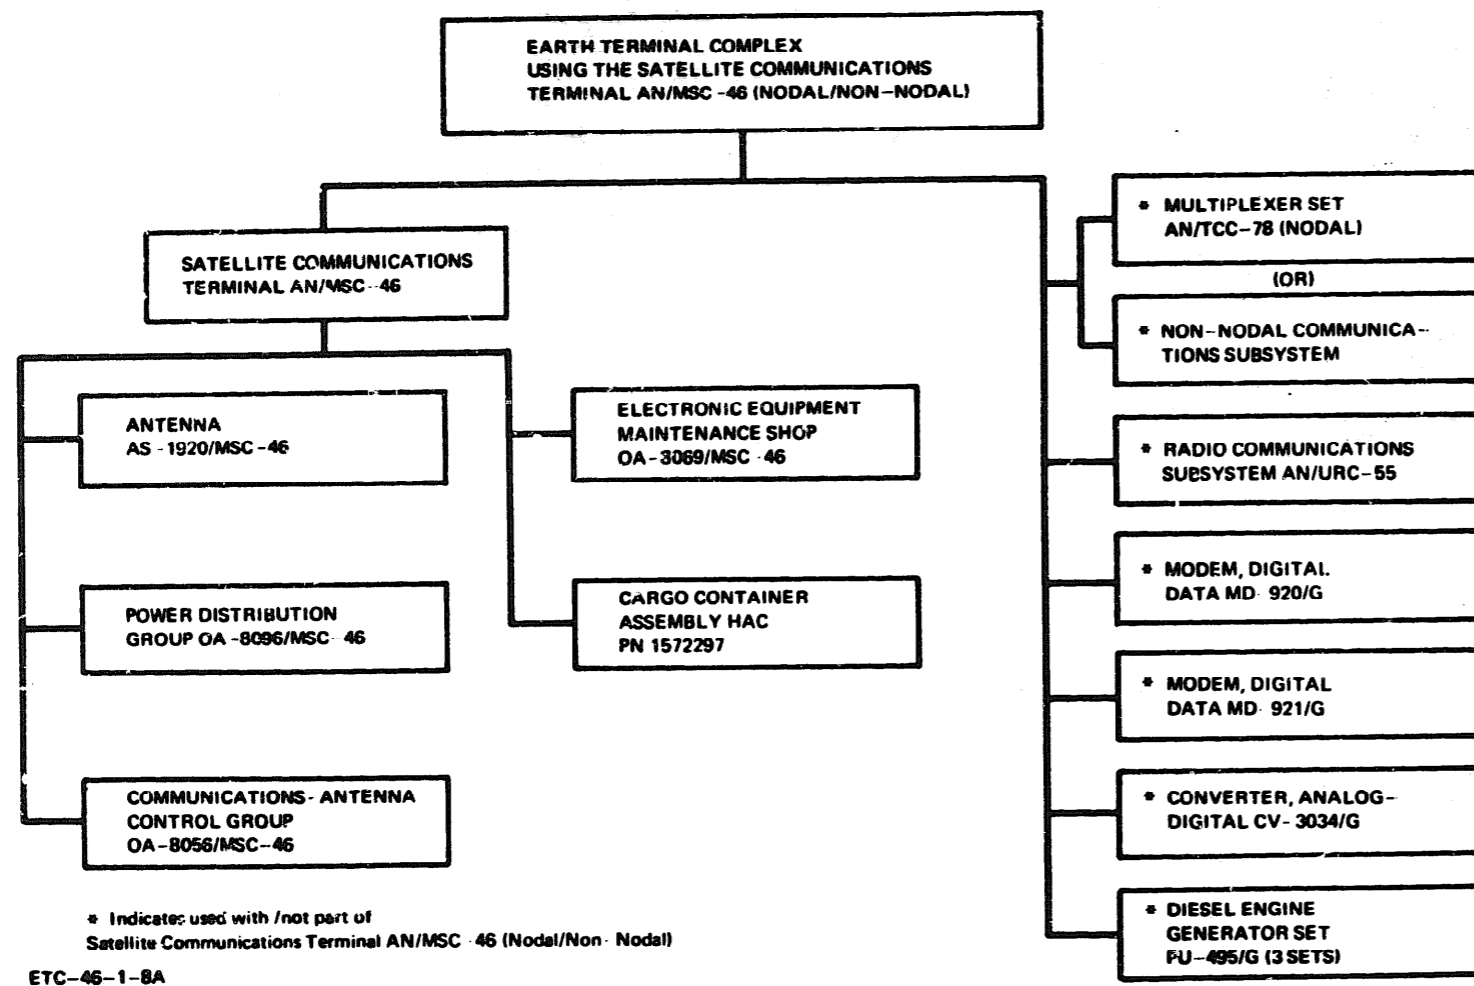 EARTH TERMINAL COMPLEX
USING THE SATELLITE COMMUNICATIONS
TERMINAL AN/MSC-46 (NODAL/NON-NODAL)
SATELLITE COMMUNICATIONS
TERMINAL AN/MSC-46
ANTENNA
AS-1920/MSC-46
POWER DISTRIBUTION
GROUP OA-8096/MSC-46
COMMUNICATIONS-ANTENNA
CONTROL GROUP
OA-8056/MSC-46
ELECTRONIC EQUIPMENT
MAINTENANCE SHOP
OA-3069/MSC-46
CARGO CONTAINER
ASSEMBLY HAC
PN 1572297
* MULTIPLEXER SET
AN/TCC-78 (NODAL)
(OR)
* NON-NODAL COMMUNICA-
TIONS SUBSYSTEM
* RADIO COMMUNICATIONS
SUBSYSTEM AN/URC-55
* MODEM, DIGITAL
DATA MD-920/G
* MODEM, DIGITAL
DATA MD-921/G
* CONVERTER, ANALOG-
DIGITAL CV-3034/G
* DIESEL ENGINE
GENERATOR SET
PU-495/G (3 SETS)
* Indicates used with/not part of
Satellite Communications Terminal AN/MSC-46 (Nodal/Non-Nodal)
ETC-46-1-8A